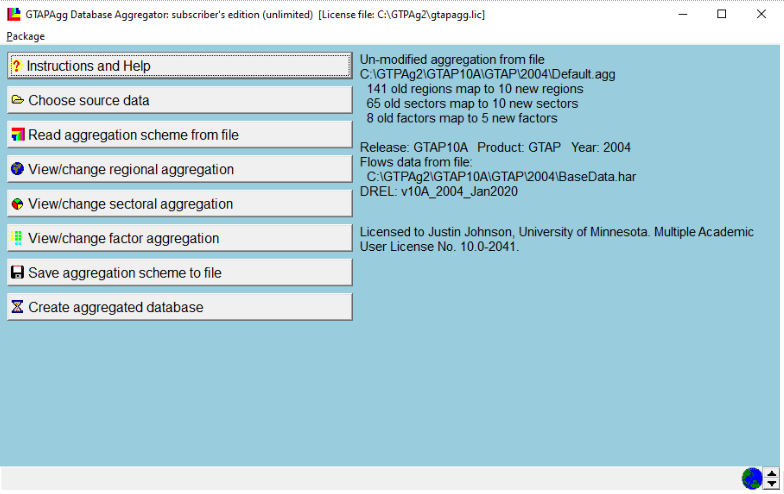 GTAPAgg Database Aggregator: subscriber's edition (unlimited) [License file: C:\GTPAg2\gtapagg.lic]
Package
Instructions and Help
Choose source data
Read aggregation scheme from file
View/change regional aggregation
View/change sectoral aggregation
View/change factor aggregation
Save aggregation scheme to file
Create aggregated database
Un-modified aggregation from file
C:\GTPAg2\GTAP10A\GTAP\2004\Default.agg
141 old regions map to 10 new regions
65 old sectors map to 10 new sectors
8 old factors map to 5 new factors
Release: GTAP10A Product: GTAP Year: 2004
Flows data from file:
C:\GTPAg2\GTAP10A\GTAP\2004\BaseData.har
DREL: v10A_2004_Jan2020
Licensed to Justin Johnson, University of Minnesota. Multiple Academic
User License No. 10.0-2041.